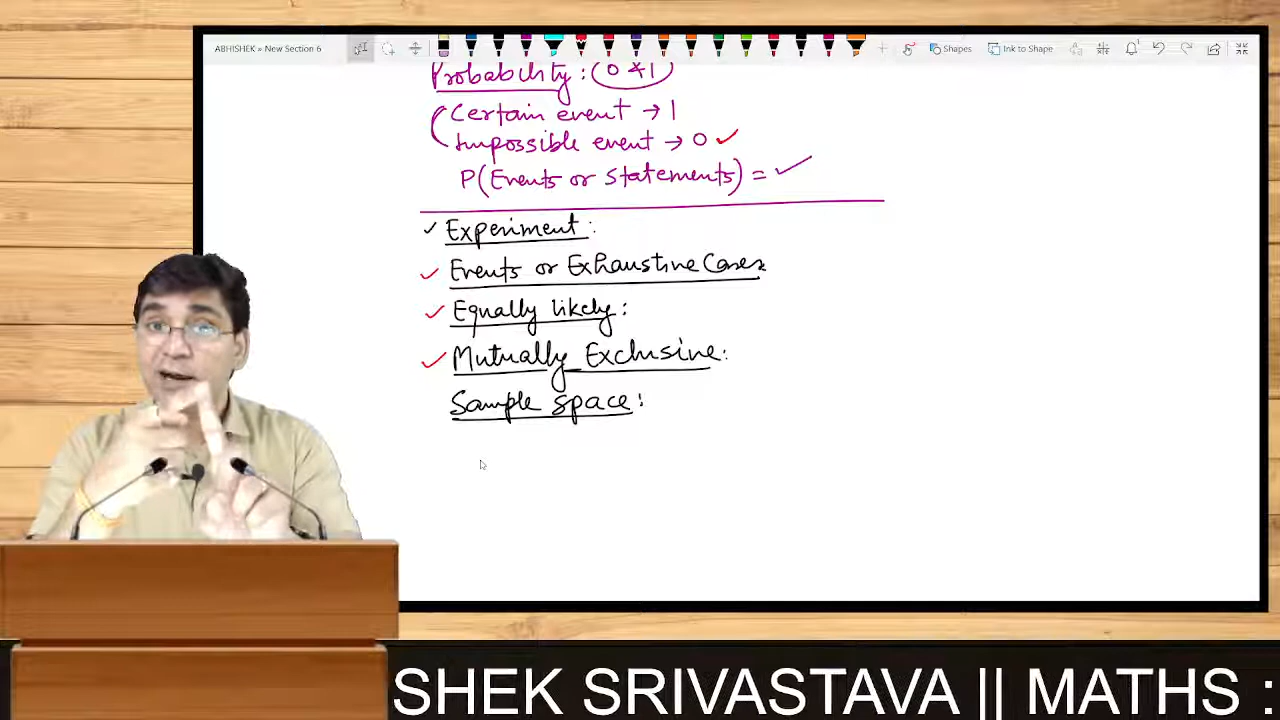 ABHISHEK » New Section 6
Shapes
Ink to Shape
Probability : 0 & 1
Certain event → 1
Impossible event → 0 ✓
P(Events or statements) = ✓
✓ Experiment :
✓ Events or Exhaustive Cases
✓ Equally likely :
✓ Mutually Exclusive :
Sample space :
SHEK SRIVASTAVA || MATHS :